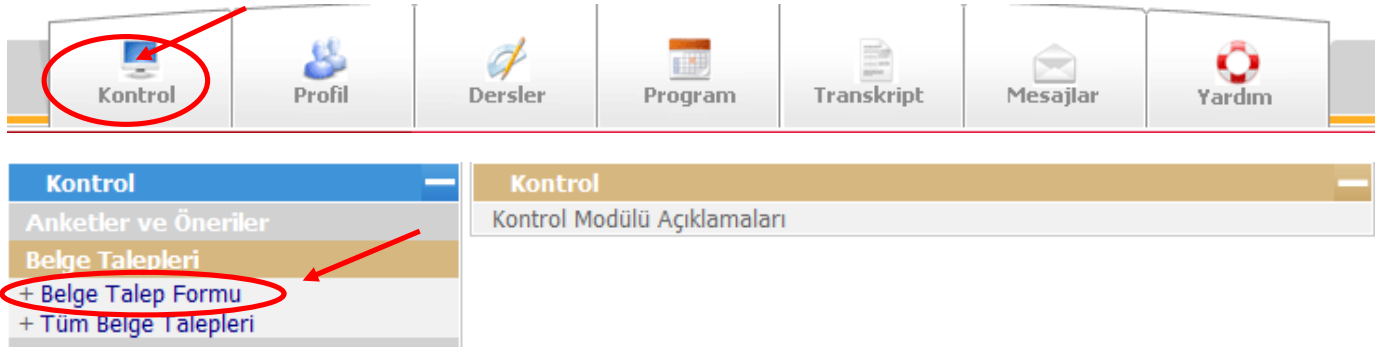 Kontrol Profil Dersler Program Transkript Mesajlar Yardım
Kontrol
Anketler ve Öneriler
Belge Talepleri
+ Belge Talep Formu
+ Tüm Belge Talepleri
Kontrol
Kontrol Modülü Açıklamaları